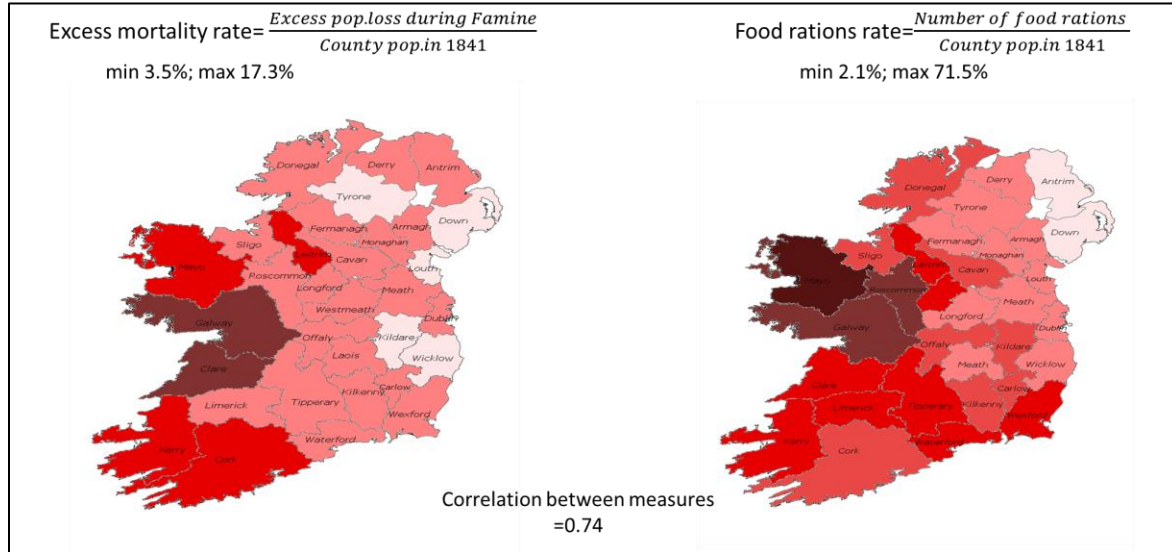 Excess mortality rate= Excess pop.loss during Famine / County pop.in 1841
min 3.5%; max 17.3%
Donegal
Derry
Antrim
Tyrone
Down
Fermanagh
Armagh
Monaghan
Sligo
Leitrim
Cavan
Louth
Mayo
Roscommon
Longford
Meath
Westmeath
Dublin
Galway
Offaly
Kildare
Laois
Wicklow
Clare
Carlow
Kilkenny
Limerick
Tipperary
Wexford
Waterford
Kerry
Cork
Food rations rate= Number of food rations / County pop.in 1841
min 2.1%; max 71.5%
Donegal
Derry
Antrim
Tyrone
Down
Fermanagh
Armagh
Monaghan
Sligo
Leitrim
Cavan
Louth
Mayo
Roscommon
Longford
Meath
Dublin
Galway
Offaly
Kildare
Meath
Wicklow
Clare
Carlow
Kilkenny
Limerick
Tipperary
Wexford
Waterford
Kerry
Cork
Correlation between measures
=0.74